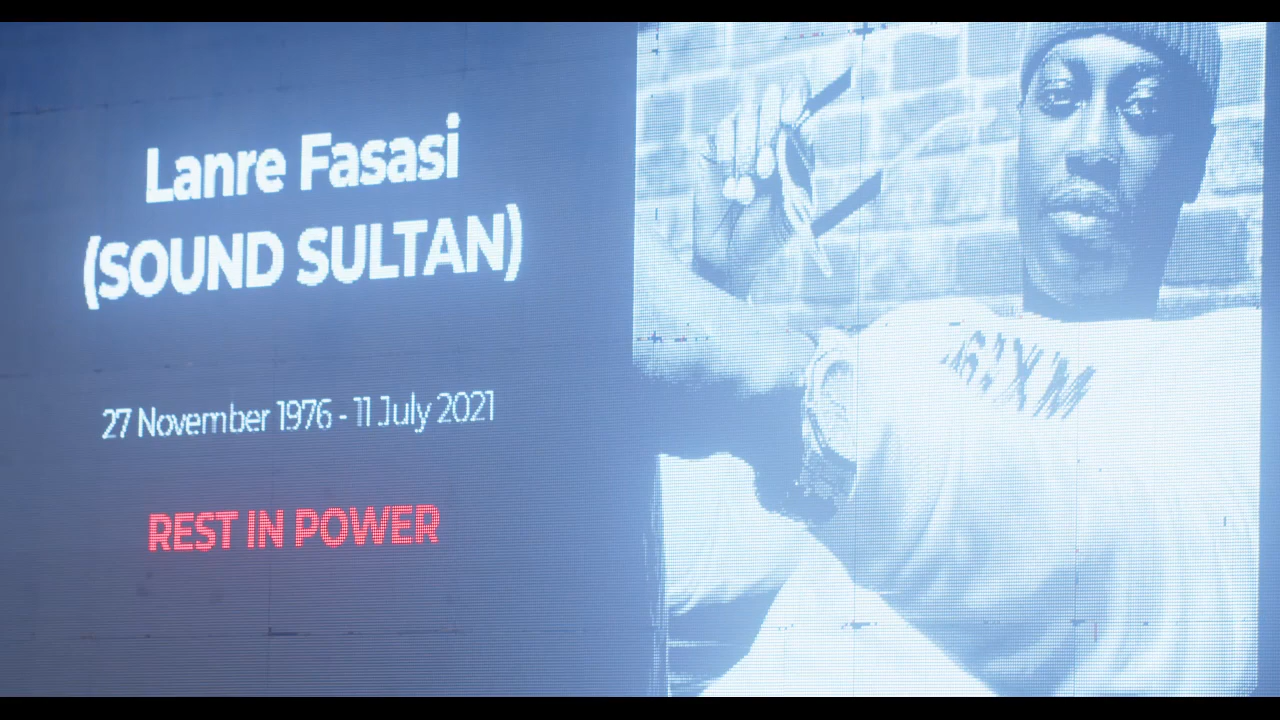 Lanre Fasasi
(SOUND SULTAN)
27 November 1976 - 11 July 2021
REST IN POWER